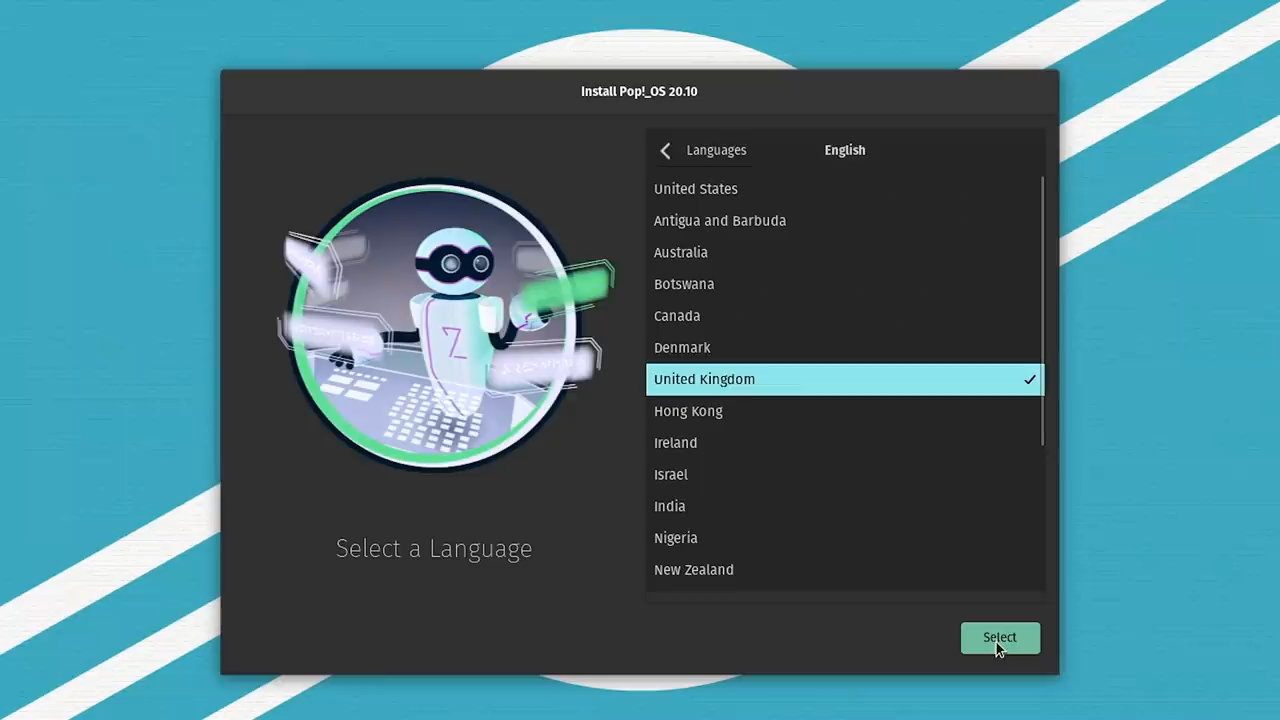 Install Pop!_OS 20.10
Languages English
United States
Antigua and Barbuda
Australia
Botswana
Canada
Denmark
United Kingdom
Hong Kong
Ireland
Israel
India
Nigeria
New Zealand
Select a Language
Select